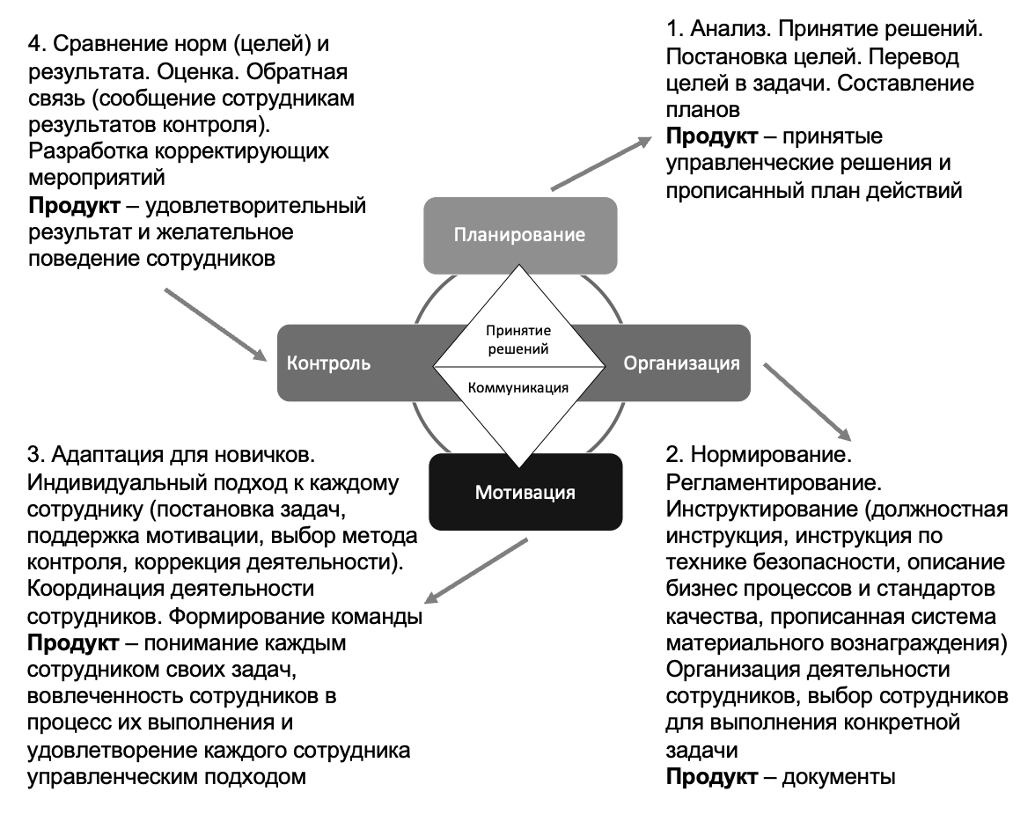 4. Сравнение норм (целей) и
результата. Оценка. Обратная
связь (сообщение сотрудникам
результатов контроля).
Разработка корректирующих
мероприятий
Продукт – удовлетворительный
результат и желательное
поведение сотрудников
1. Анализ. Принятие решений.
Постановка целей. Перевод
целей в задачи. Составление
планов
Продукт – принятые
управленческие решения и
прописанный план действий
Планирование
Принятие
решений
Контроль
Организация
Коммуникация
Мотивация
3. Адаптация для новичков.
Индивидуальный подход к каждому
сотруднику (постановка задач,
поддержка мотивации, выбор метода
контроля, коррекция деятельности).
Координация деятельности
сотрудников. Формирование команды
Продукт – понимание каждым
сотрудником своих задач,
вовлеченность сотрудников в
процесс их выполнения и
удовлетворение каждого сотрудника
управленческим подходом
2. Нормирование.
Регламентирование.
Инструктирование (должностная
инструкция, инструкция по
технике безопасности, описание
бизнес процессов и стандартов
качества, прописанная система
материального вознаграждения)
Организация деятельности
сотрудников, выбор сотрудников
для выполнения конкретной
задачи
Продукт – документы